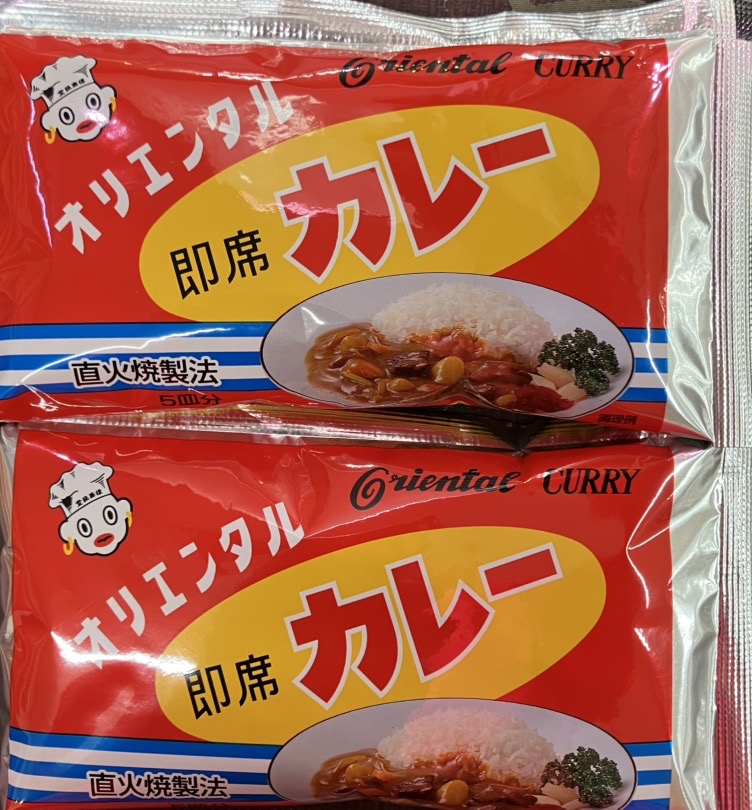 Oriental CURRY
オリエンタル
即席 カレー
直火焼製法
5皿分
調理例
Oriental CURRY
オリエンタル
即席 カレー
直火焼製法